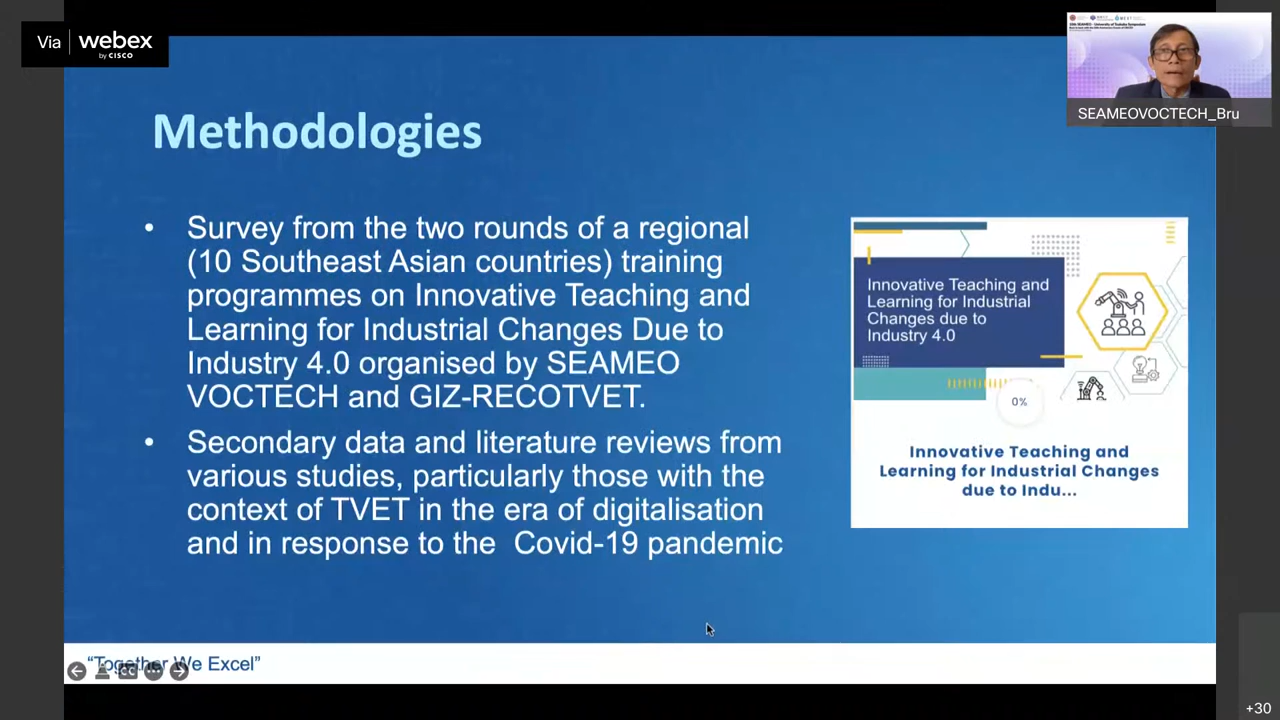 Via webex
by CISCO
SEAMEOVOCTECH_Bru
Methodologies
• Survey from the two rounds of a regional
(10 Southeast Asian countries) training
programmes on Innovative Teaching and
Learning for Industrial Changes Due to
Industry 4.0 organised by SEAMEO
VOCTECH and GIZ-RECOTVET.
• Secondary data and literature reviews from
various studies, particularly those with the
context of TVET in the era of digitalisation
and in response to the Covid-19 pandemic
Innovative Teaching and
Learning for Industrial
Changes due to
Industry 4.0
0%
Innovative Teaching and
Learning for Industrial Changes
due to Indu...
“Together We Excel”
CC
+30